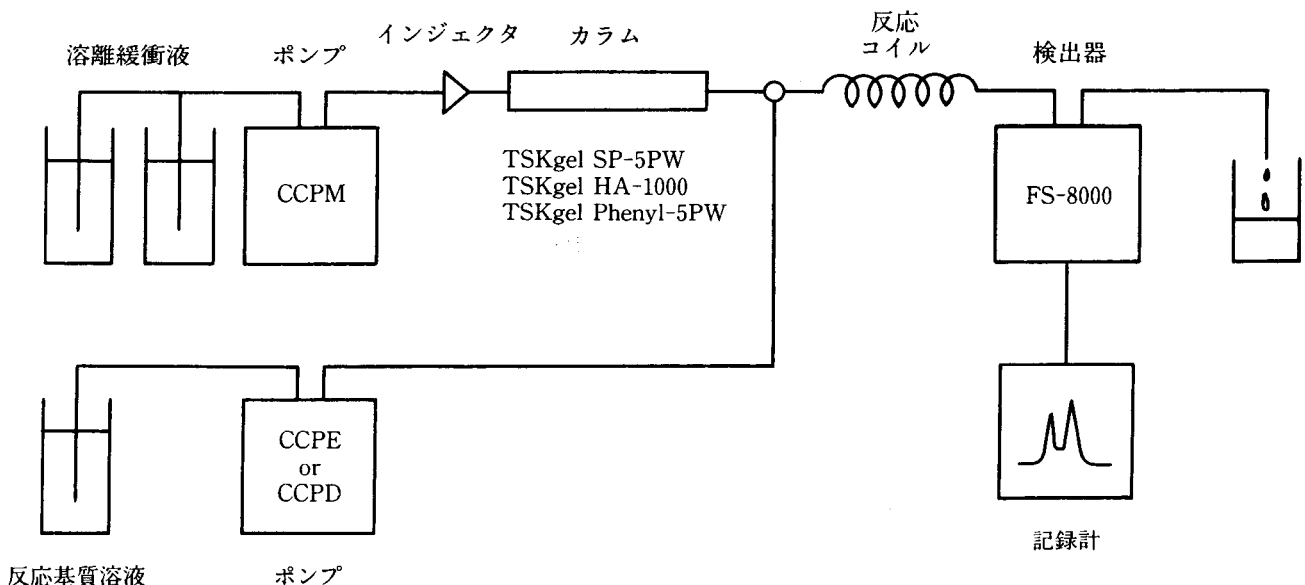 溶離緩衝液
ポンプ
インジェクタ
カラム
反応
コイル
検出器
CCPM
TSKgel SP-5PW
TSKgel HA-1000
TSKgel Phenyl-5PW
FS-8000
CCPE
or
CCPD
反応基質溶液
ポンプ
記録計